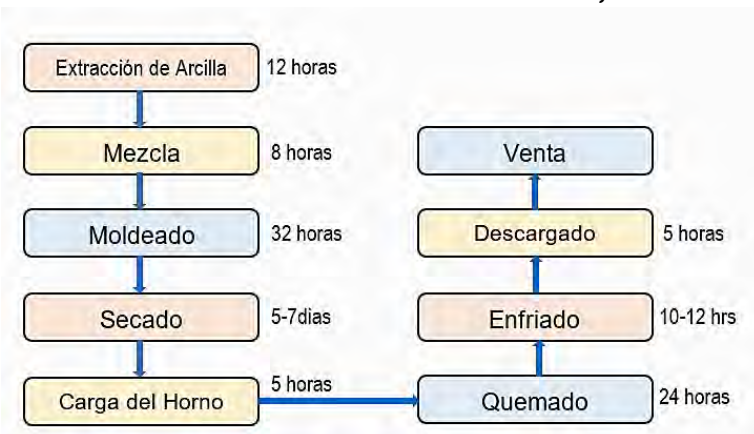 Extracción de Arcilla
12 horas
Mezcla
8 horas
Moldeado
32 horas
Secado
5-7dias
Carga del Horno
5 horas
Quemado
24 horas
Enfriado
10-12 hrs
Descargado
5 horas
Venta